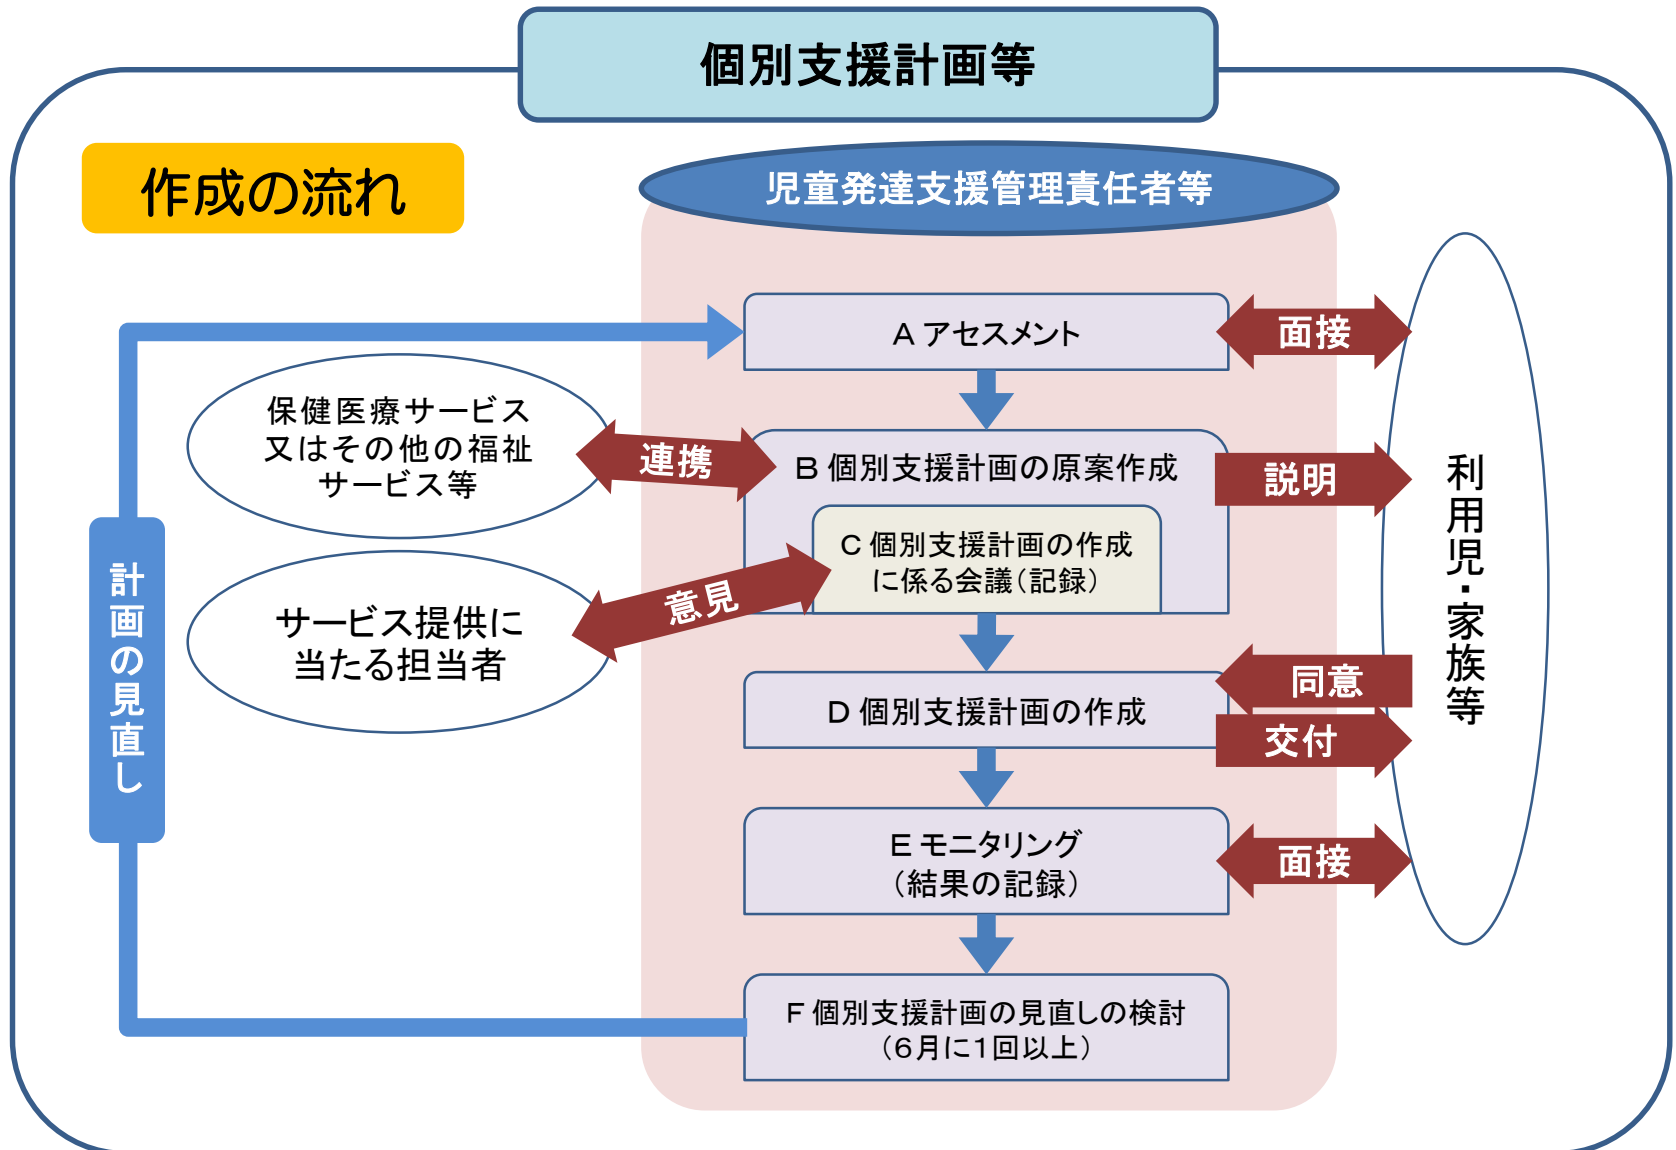 個別支援計画等
作成の流れ
児童発達支援管理責任者等
A アセスメント
面接
保健医療サービス
又はその他の福祉
サービス等
連携
B 個別支援計画の原案作成
説明
C 個別支援計画の作成
に係る会議(記録)
意見
サービス提供に
当たる担当者
利用児・家族等
計画の見直し
D 個別支援計画の作成
同意
交付
E モニタリング
(結果の記録)
面接
F 個別支援計画の見直しの検討
(6月に1回以上)